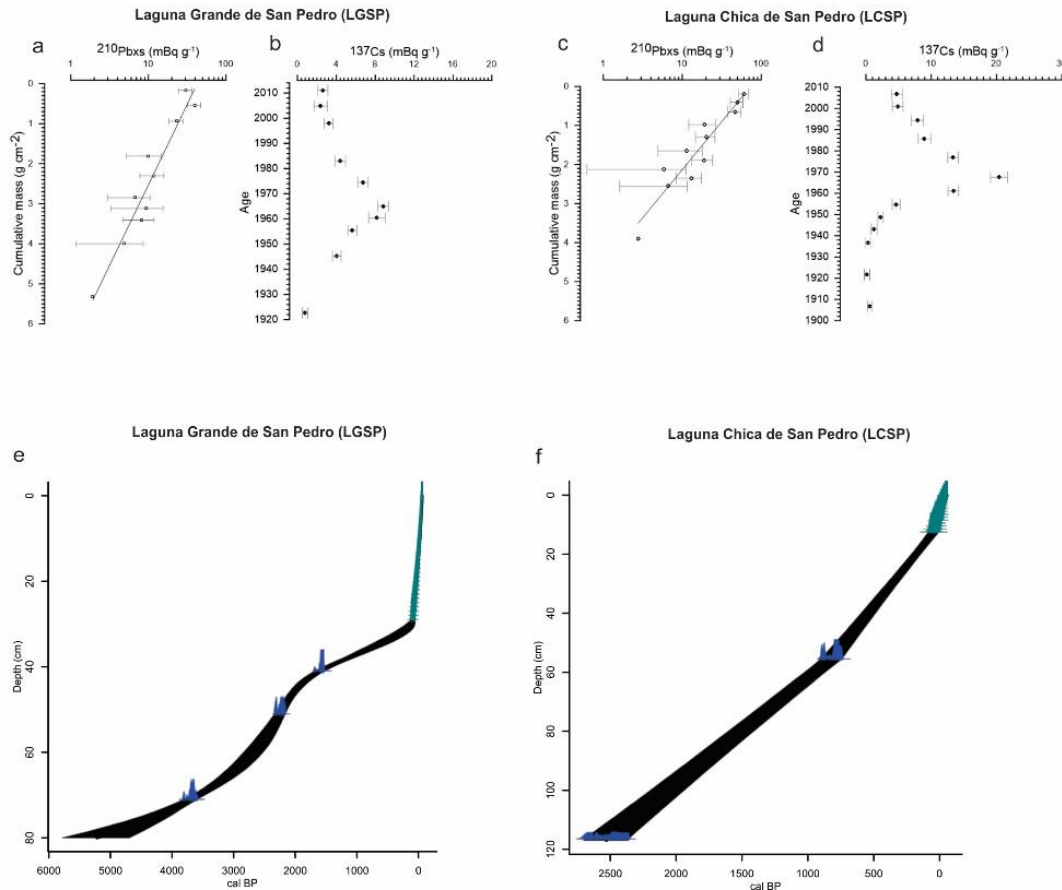 Laguna Grande de San Pedro (LGSP)
Laguna Chica de San Pedro (LCSP)
a
210Pbxs (mBq g-1)
1 10 100
Cumulative mass (g cm-2)
0
1
2
3
4
5
6
b
137Cs (mBq g-1)
0 4 8 12 16 20
Age
2010
2000
1990
1980
1970
1960
1950
1940
1930
1920
c
210Pbxs (mBq g-1)
1 10 100
Cumulative mass (g cm-2)
0
1
2
3
4
5
6
d
137Cs (mBq g-1)
0 10 20 30
Age
2010
2000
1990
1980
1970
1960
1950
1940
1930
1920
1910
1900
Laguna Grande de San Pedro (LGSP)
e
Depth (cm)
0
20
40
60
80
6000 5000 4000 3000 2000 1000 0
cal BP
Laguna Chica de San Pedro (LCSP)
f
Depth (cm)
0
20
40
60
80
100
120
2500 2000 1500 1000 500 0
cal BP